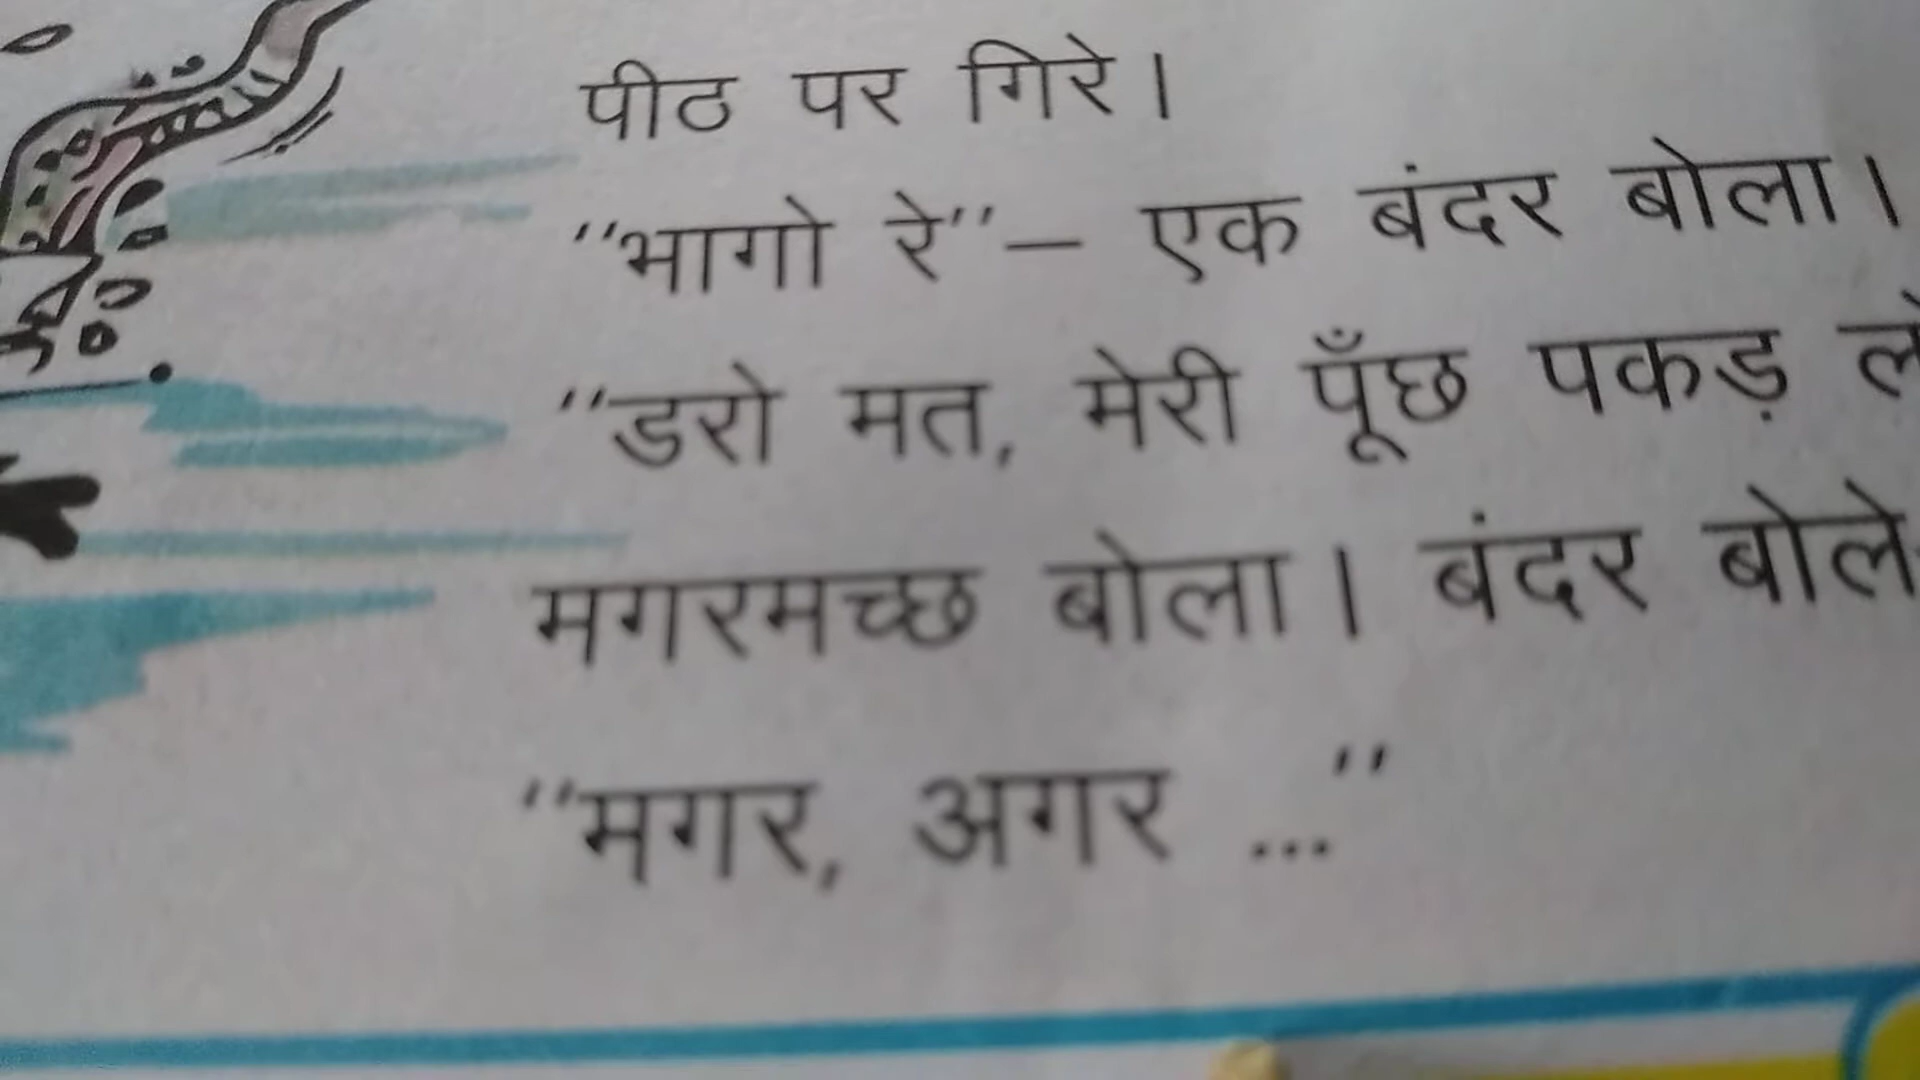 पीठ पर गिरे।
"भागो रे"– एक बंदर बोला।
"डरो मत, मेरी पूँछ पकड़
मगरमच्छ बोला। बंदर बोले
"मगर, अगर ..."